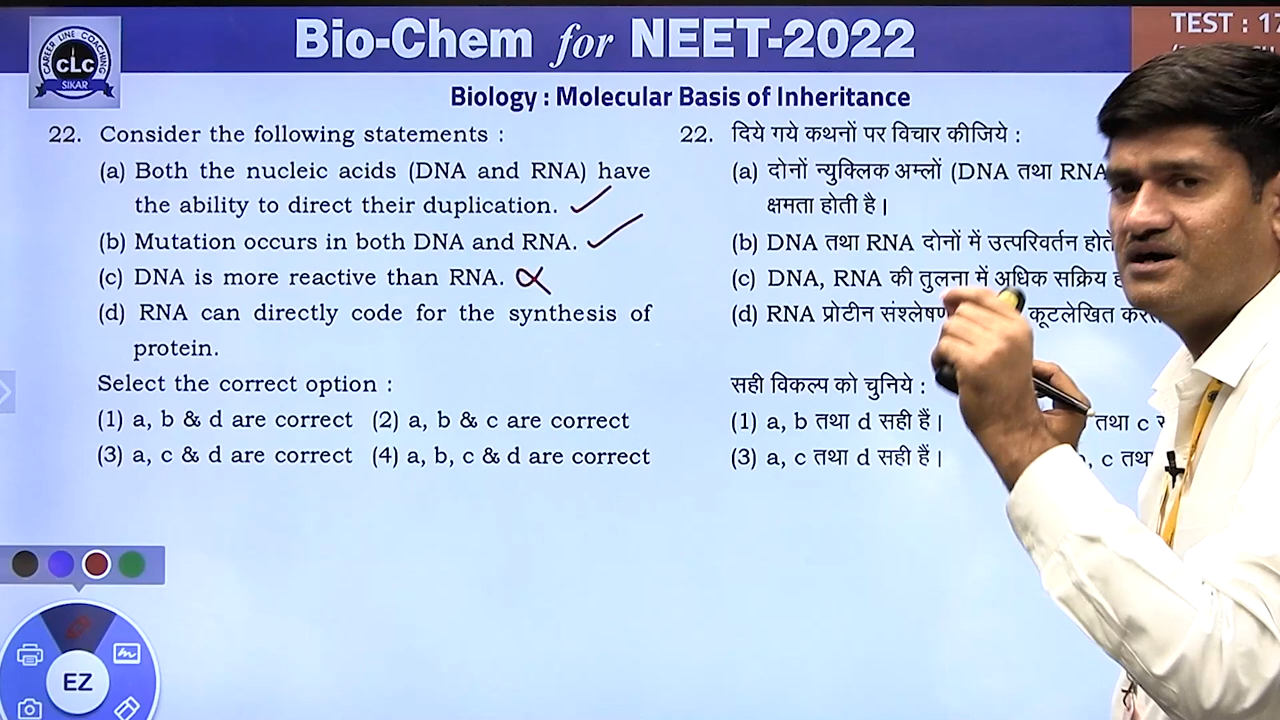 CAREER LINE COACHING
CLC
SIKAR
Bio-Chem for NEET-2022
TEST : 17
Biology : Molecular Basis of Inheritance
22. Consider the following statements :
(a) Both the nucleic acids (DNA and RNA) have
the ability to direct their duplication.
(b) Mutation occurs in both DNA and RNA.
(c) DNA is more reactive than RNA.
(d) RNA can directly code for the synthesis of
protein.
Select the correct option :
(1) a, b & d are correct (2) a, b & c are correct
(3) a, c & d are correct (4) a, b, c & d are correct
22. दिये गये कथनों पर विचार कीजिये :
(a) दोनों न्युक्लिक अम्लों (DNA तथा RNA
क्षमता होती है।
(b) DNA तथा RNA दोनों में उत्परिवर्तन होते
(c) DNA, RNA की तुलना में अधिक सक्रिय
(d) RNA प्रोटीन कूटलेखित
सही विकल्प को चुनिये :
(1) a, b तथा d सही हैं। तथा c
(3) a, c तथा d सही हैं। c
EZ